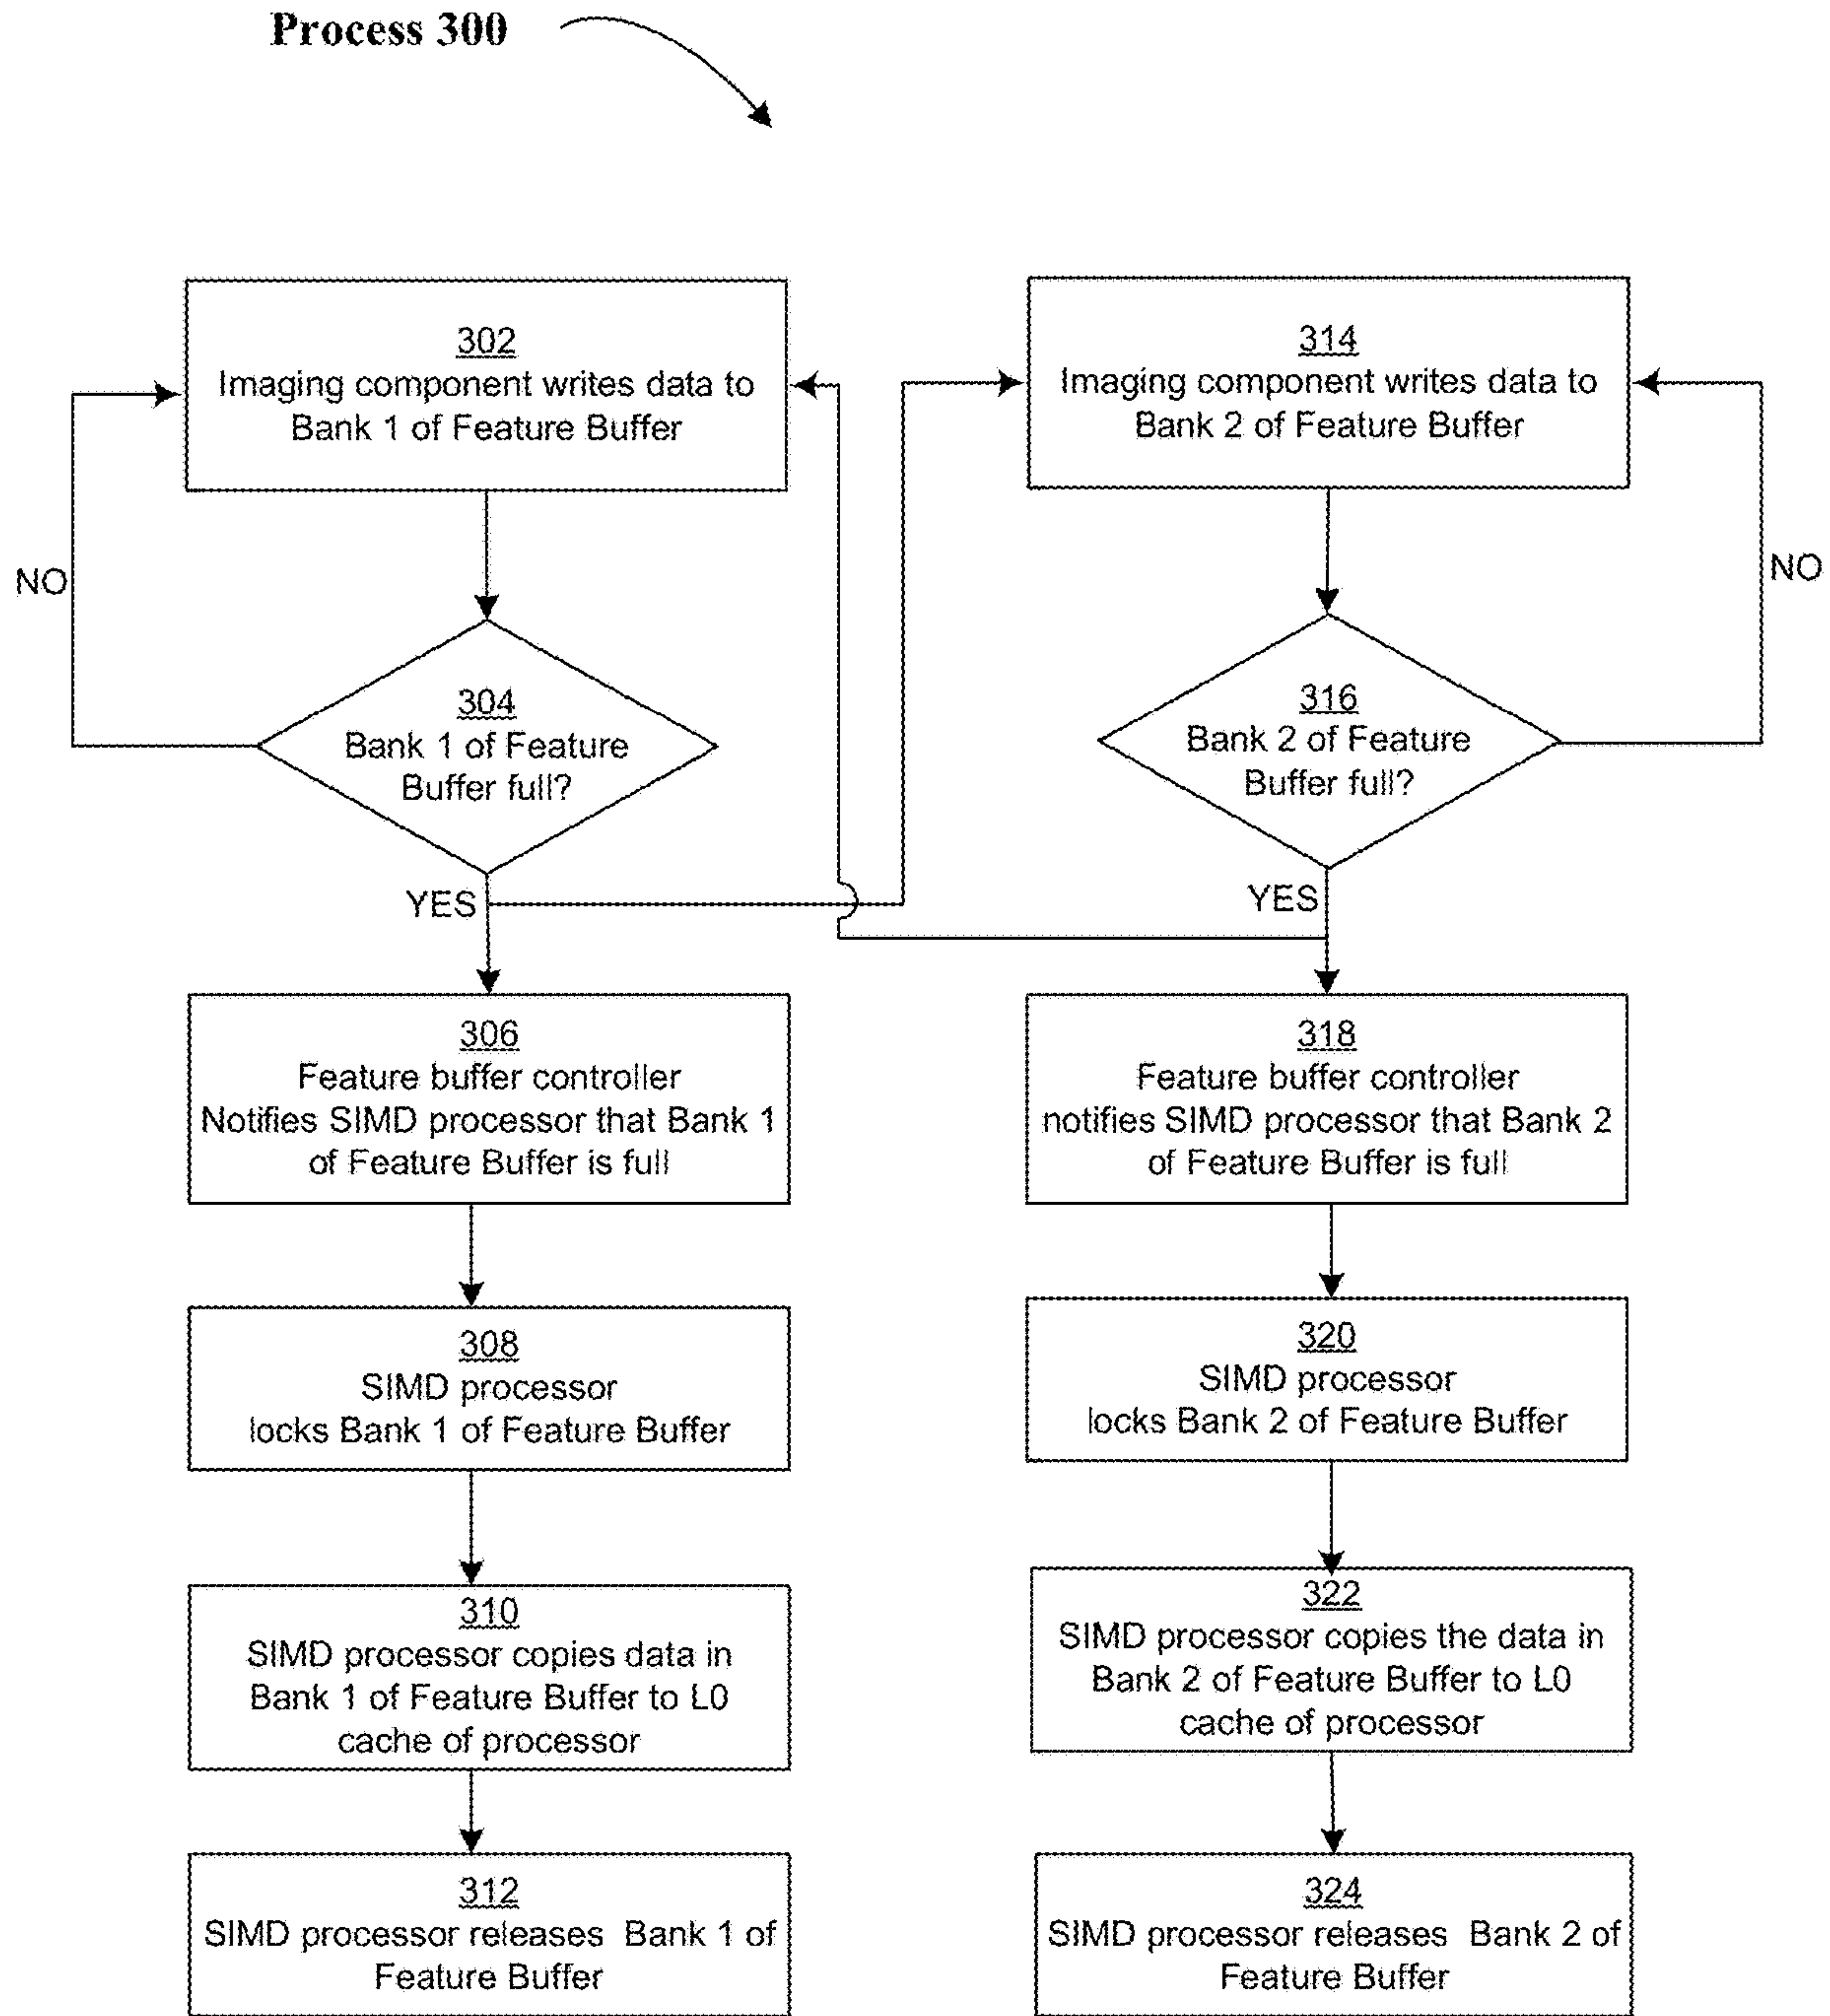 Process 300
302
Imaging component writes data to
Bank 1 of Feature Buffer
NO
304
Bank 1 of Feature
Buffer full?
YES
306
Feature buffer controller
Notifies SIMD processor that Bank 1
of Feature Buffer is full
308
SIMD processor
locks Bank 1 of Feature Buffer
310
SIMD processor copies data in
Bank 1 of Feature Buffer to L0
cache of processor
312
SIMD processor releases Bank 1 of
Feature Buffer
314
Imaging component writes data to
Bank 2 of Feature Buffer
NO
316
Bank 2 of Feature
Buffer full?
YES
318
Feature buffer controller
notifies SIMD processor that Bank 2
of Feature Buffer is full
320
SIMD processor
locks Bank 2 of Feature Buffer
322
SIMD processor copies the data in
Bank 2 of Feature Buffer to L0
cache of processor
324
SIMD processor releases Bank 2 of
Feature Buffer